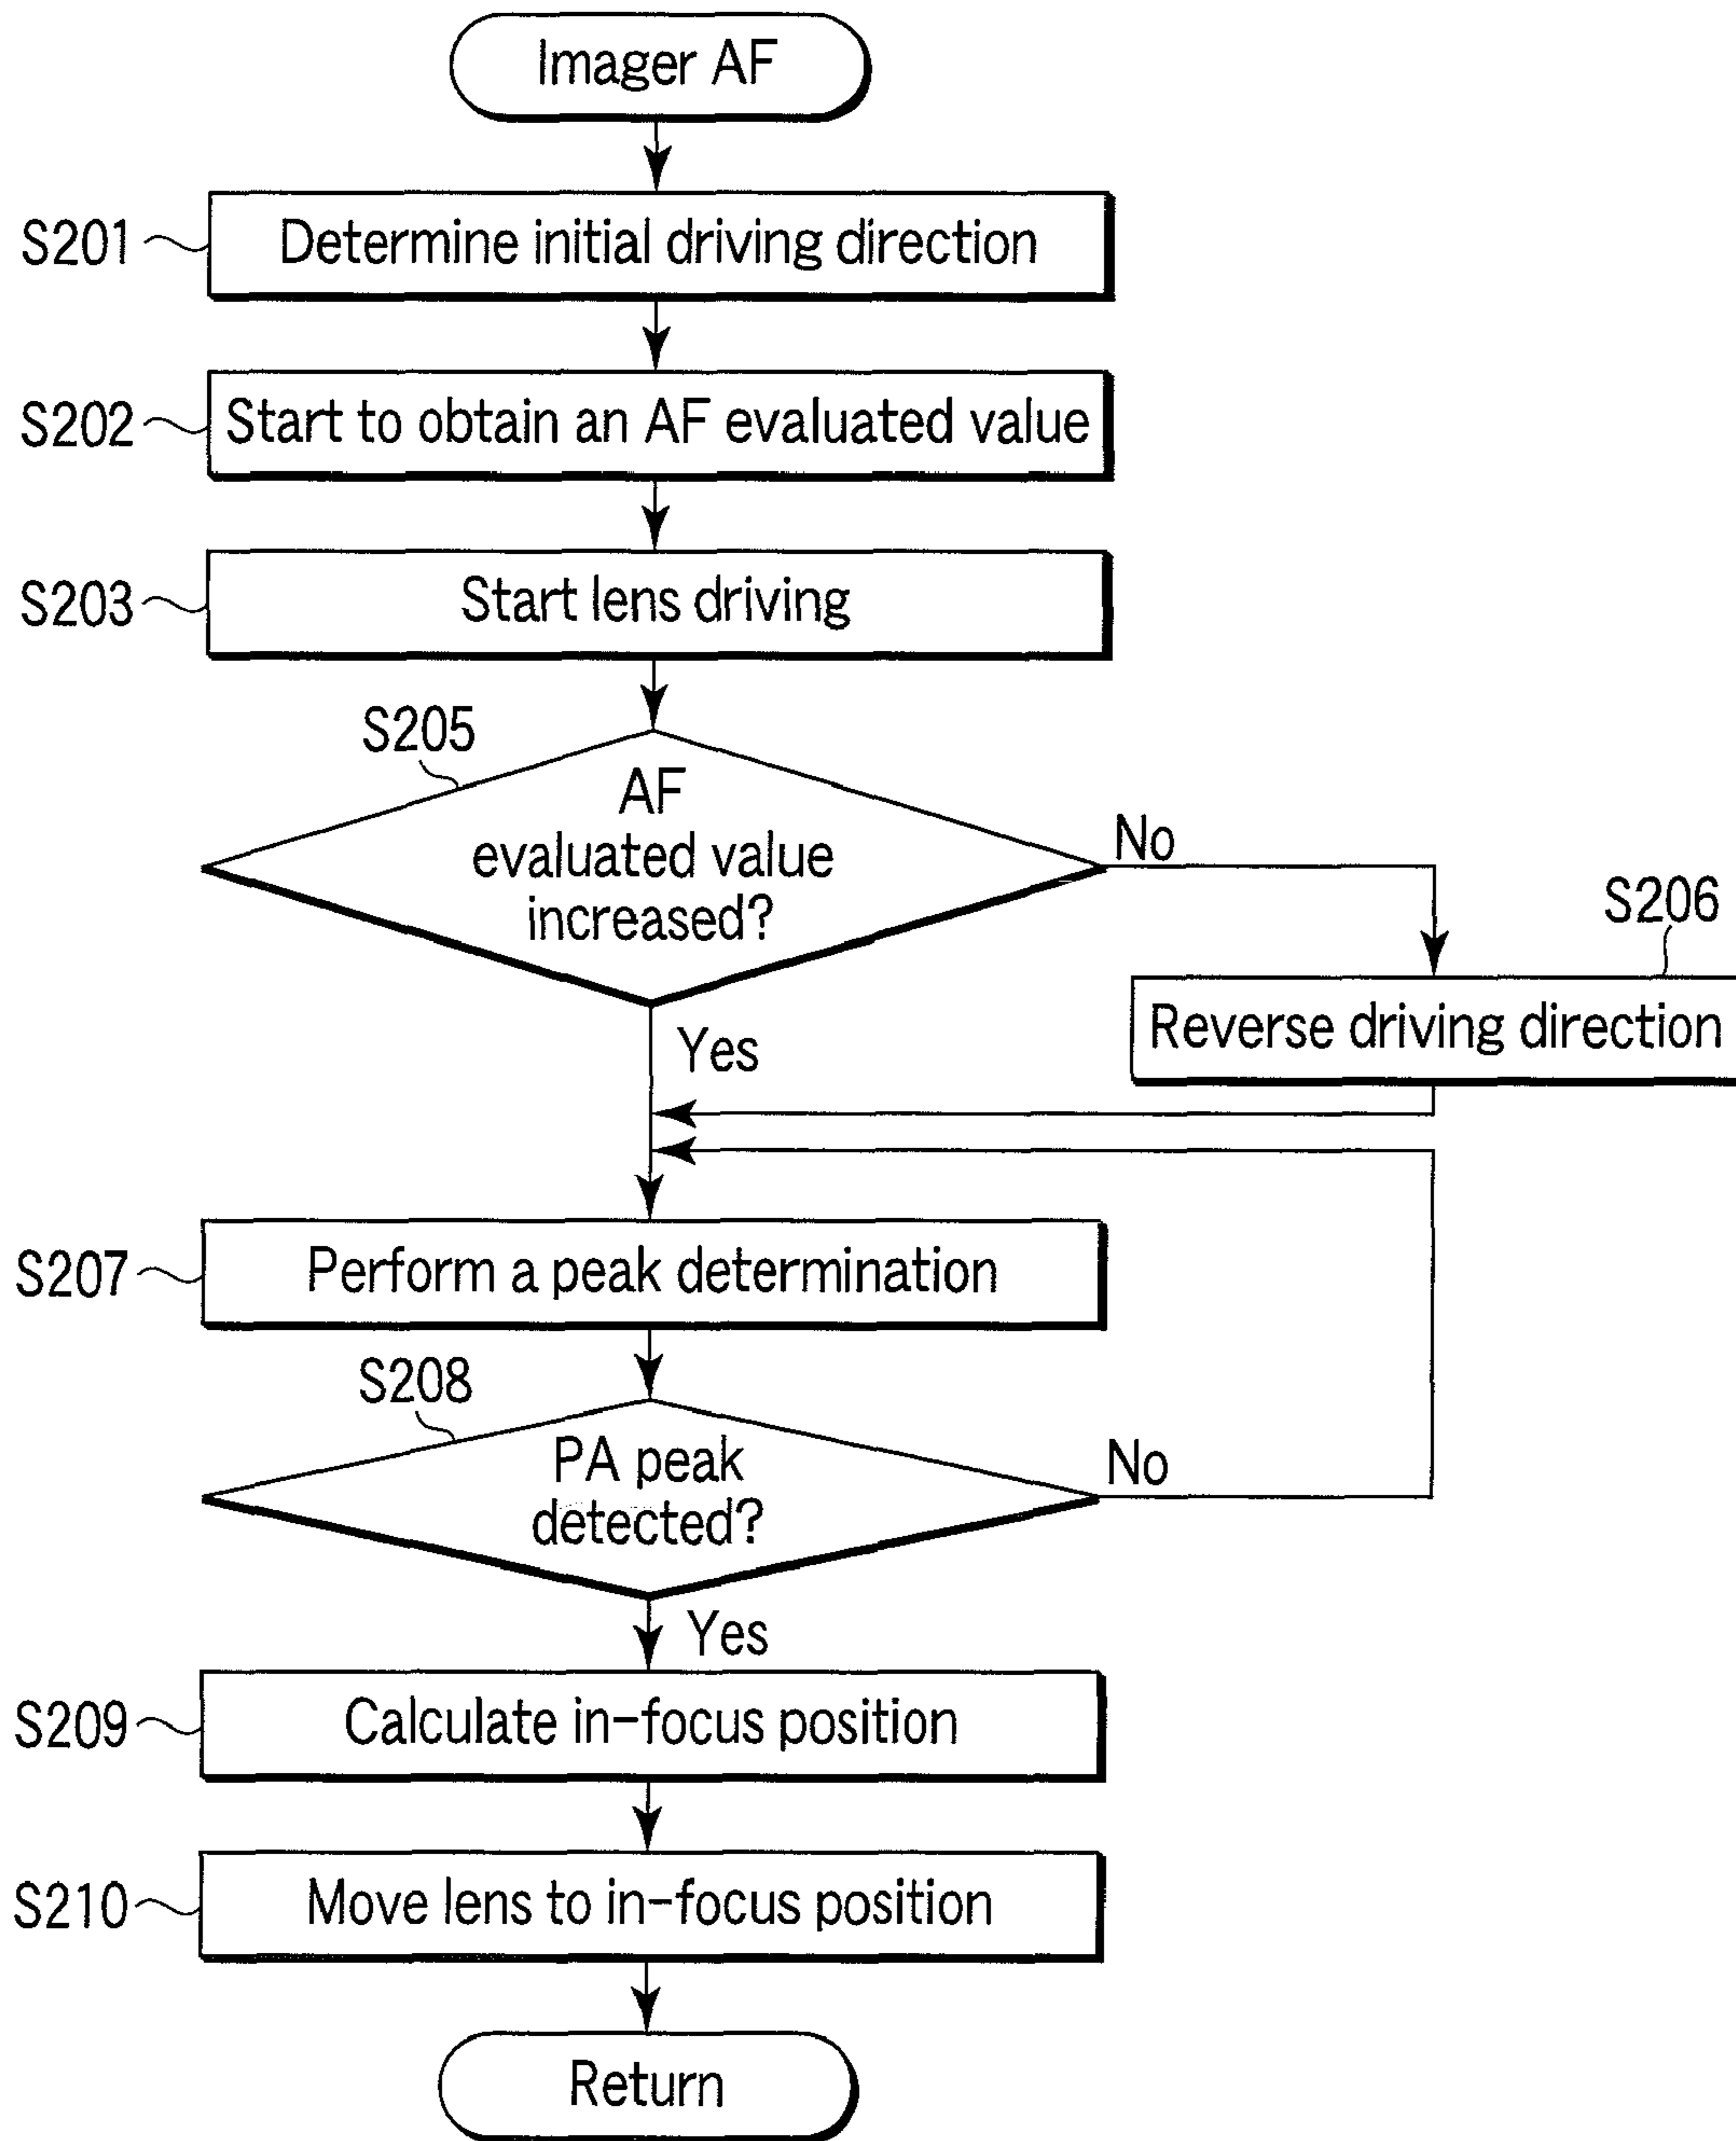 Imager AF
S201
Determine initial driving direction
S202
Start to obtain an AF evaluated value
S203
Start lens driving
S205
AF
evaluated value
increased?
No
S206
Reverse driving direction
Yes
S207
Perform a peak determination
S208
PA peak
detected?
No
Yes
S209
Calculate in-focus position
S210
Move lens to in-focus position
Return